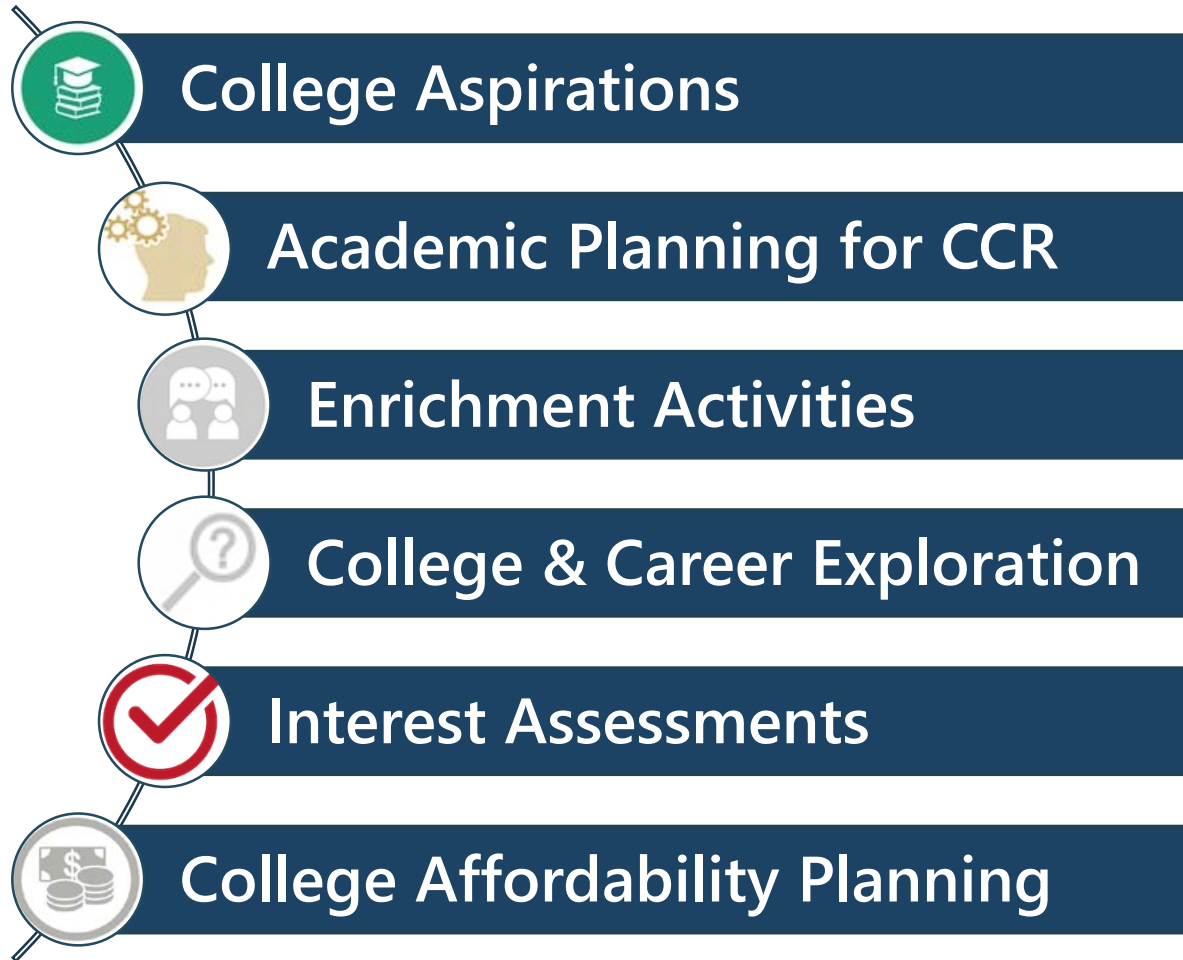 College Aspirations
Academic Planning for CCR
Enrichment Activities
?
College & Career Exploration
Interest Assessments
$
College Affordability Planning